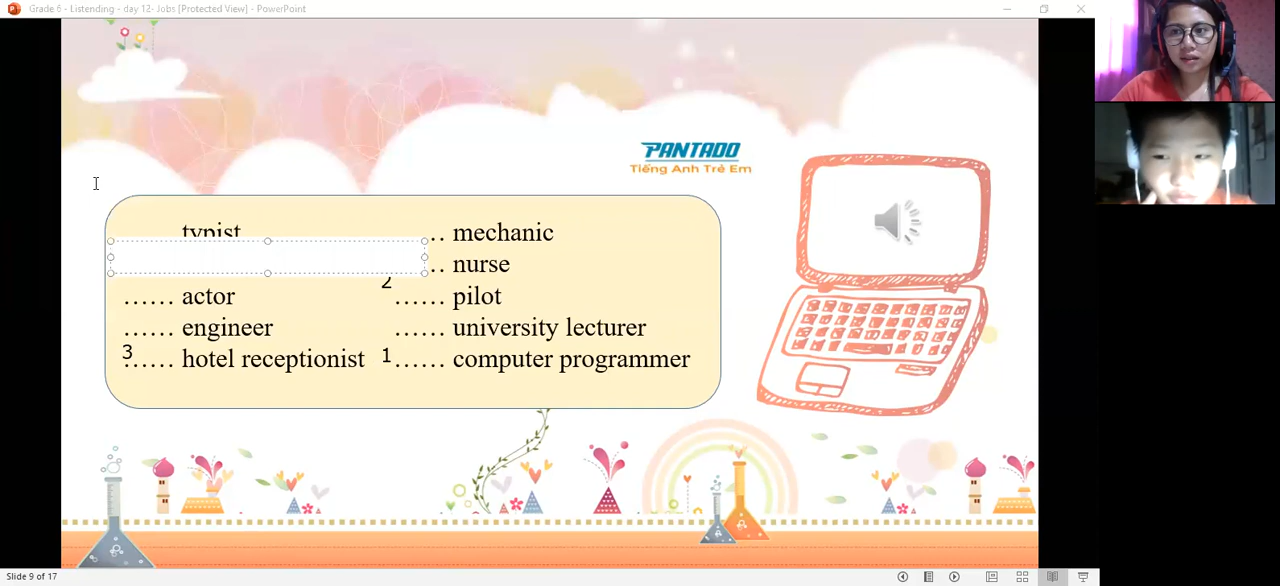 Grade 6 - Listending - day 12- Jobs [Protected View] - PowerPoint
PANTADO
Tiếng Anh Trẻ Em
typist
.. mechanic
.. nurse
...... actor
2
...... pilot
...... engineer
...... university lecturer
3
...... hotel receptionist
1
...... computer programmer
Slide 9 of 17